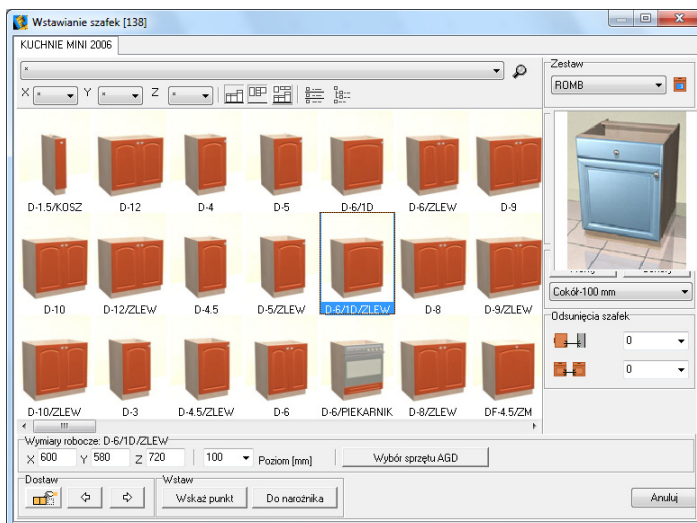 Wstawianie szafek [138]
KUCHNIE MINI 2006
*
Zestaw
X * Y * Z *
ROMB
D-1.5/KOSZ D-12 D-4 D-5 D-6/1D D-6/ZLEW D-9
D-10 D-12/ZLEW D-4.5 D-5/ZLEW D-6/1D/ZLEW D-8 D-9/ZLEW
Cokół-100 mm
Odsunięcia szafek
0
0
D-10/ZLEW D-3 D-4.5/ZLEW D-6 D-6/PIEKARNIK D-8/ZLEW DF-4.5/ZM
Wymiary robocze: D-6/1D/ZLEW
X 600 Y 580 Z 720 100 Poziom [mm] Wybór sprzętu AGD
Dostaw Wstaw
Wskaż punkt Do narożnika Anuluj